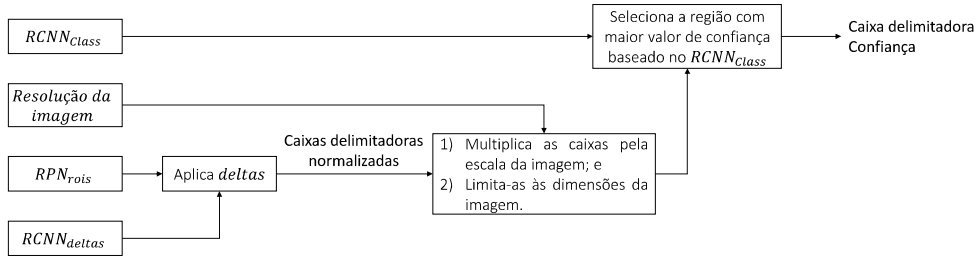 RCNN_Class
Seleciona a região com
maior valor de confiança
baseado no RCNN_Class
Caixa delimitadora
Confiança
Resolução da
imagem
Caixas delimitadoras
normalizadas
1) Multiplica as caixas pela
escala da imagem; e
2) Limita-as às dimensões da
imagem.
RPN_rois
Aplica deltas
RCNN_deltas